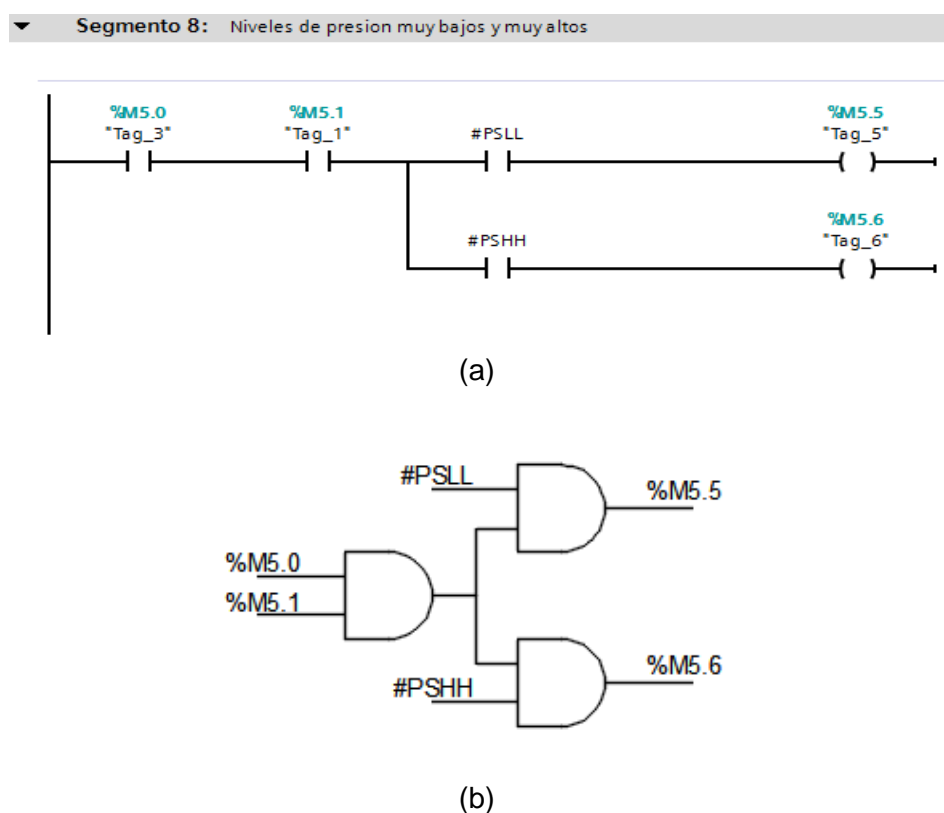 Segmento 8: Niveles de presion muy bajos y muy altos
%M5.0 %M5.1 %M5.5
"Tag_3" "Tag_1" #PSLL "Tag_5"
%M5.6
#PSHH "Tag_6"
(a)
#PSLL %M5.5
%M5.0
%M5.1
#PSHH %M5.6
(b)